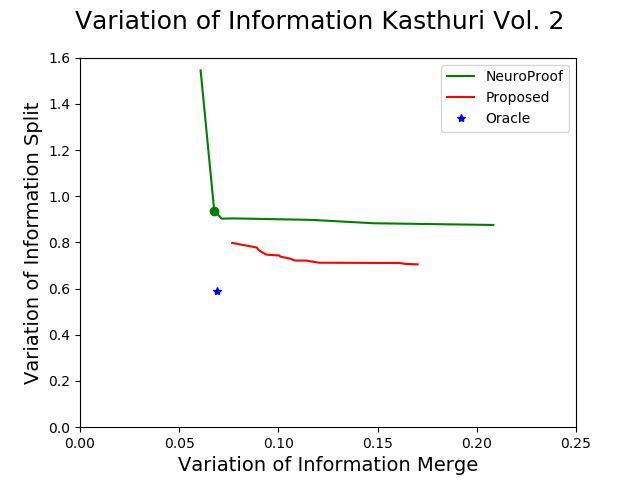 Variation of Information Kasthuri Vol. 2
NeuroProof
Proposed
Oracle
Variation of Information Split
1.6
1.4
1.2
1.0
0.8
0.6
0.4
0.2
0.0
0.00 0.05 0.10 0.15 0.20 0.25
Variation of Information Merge